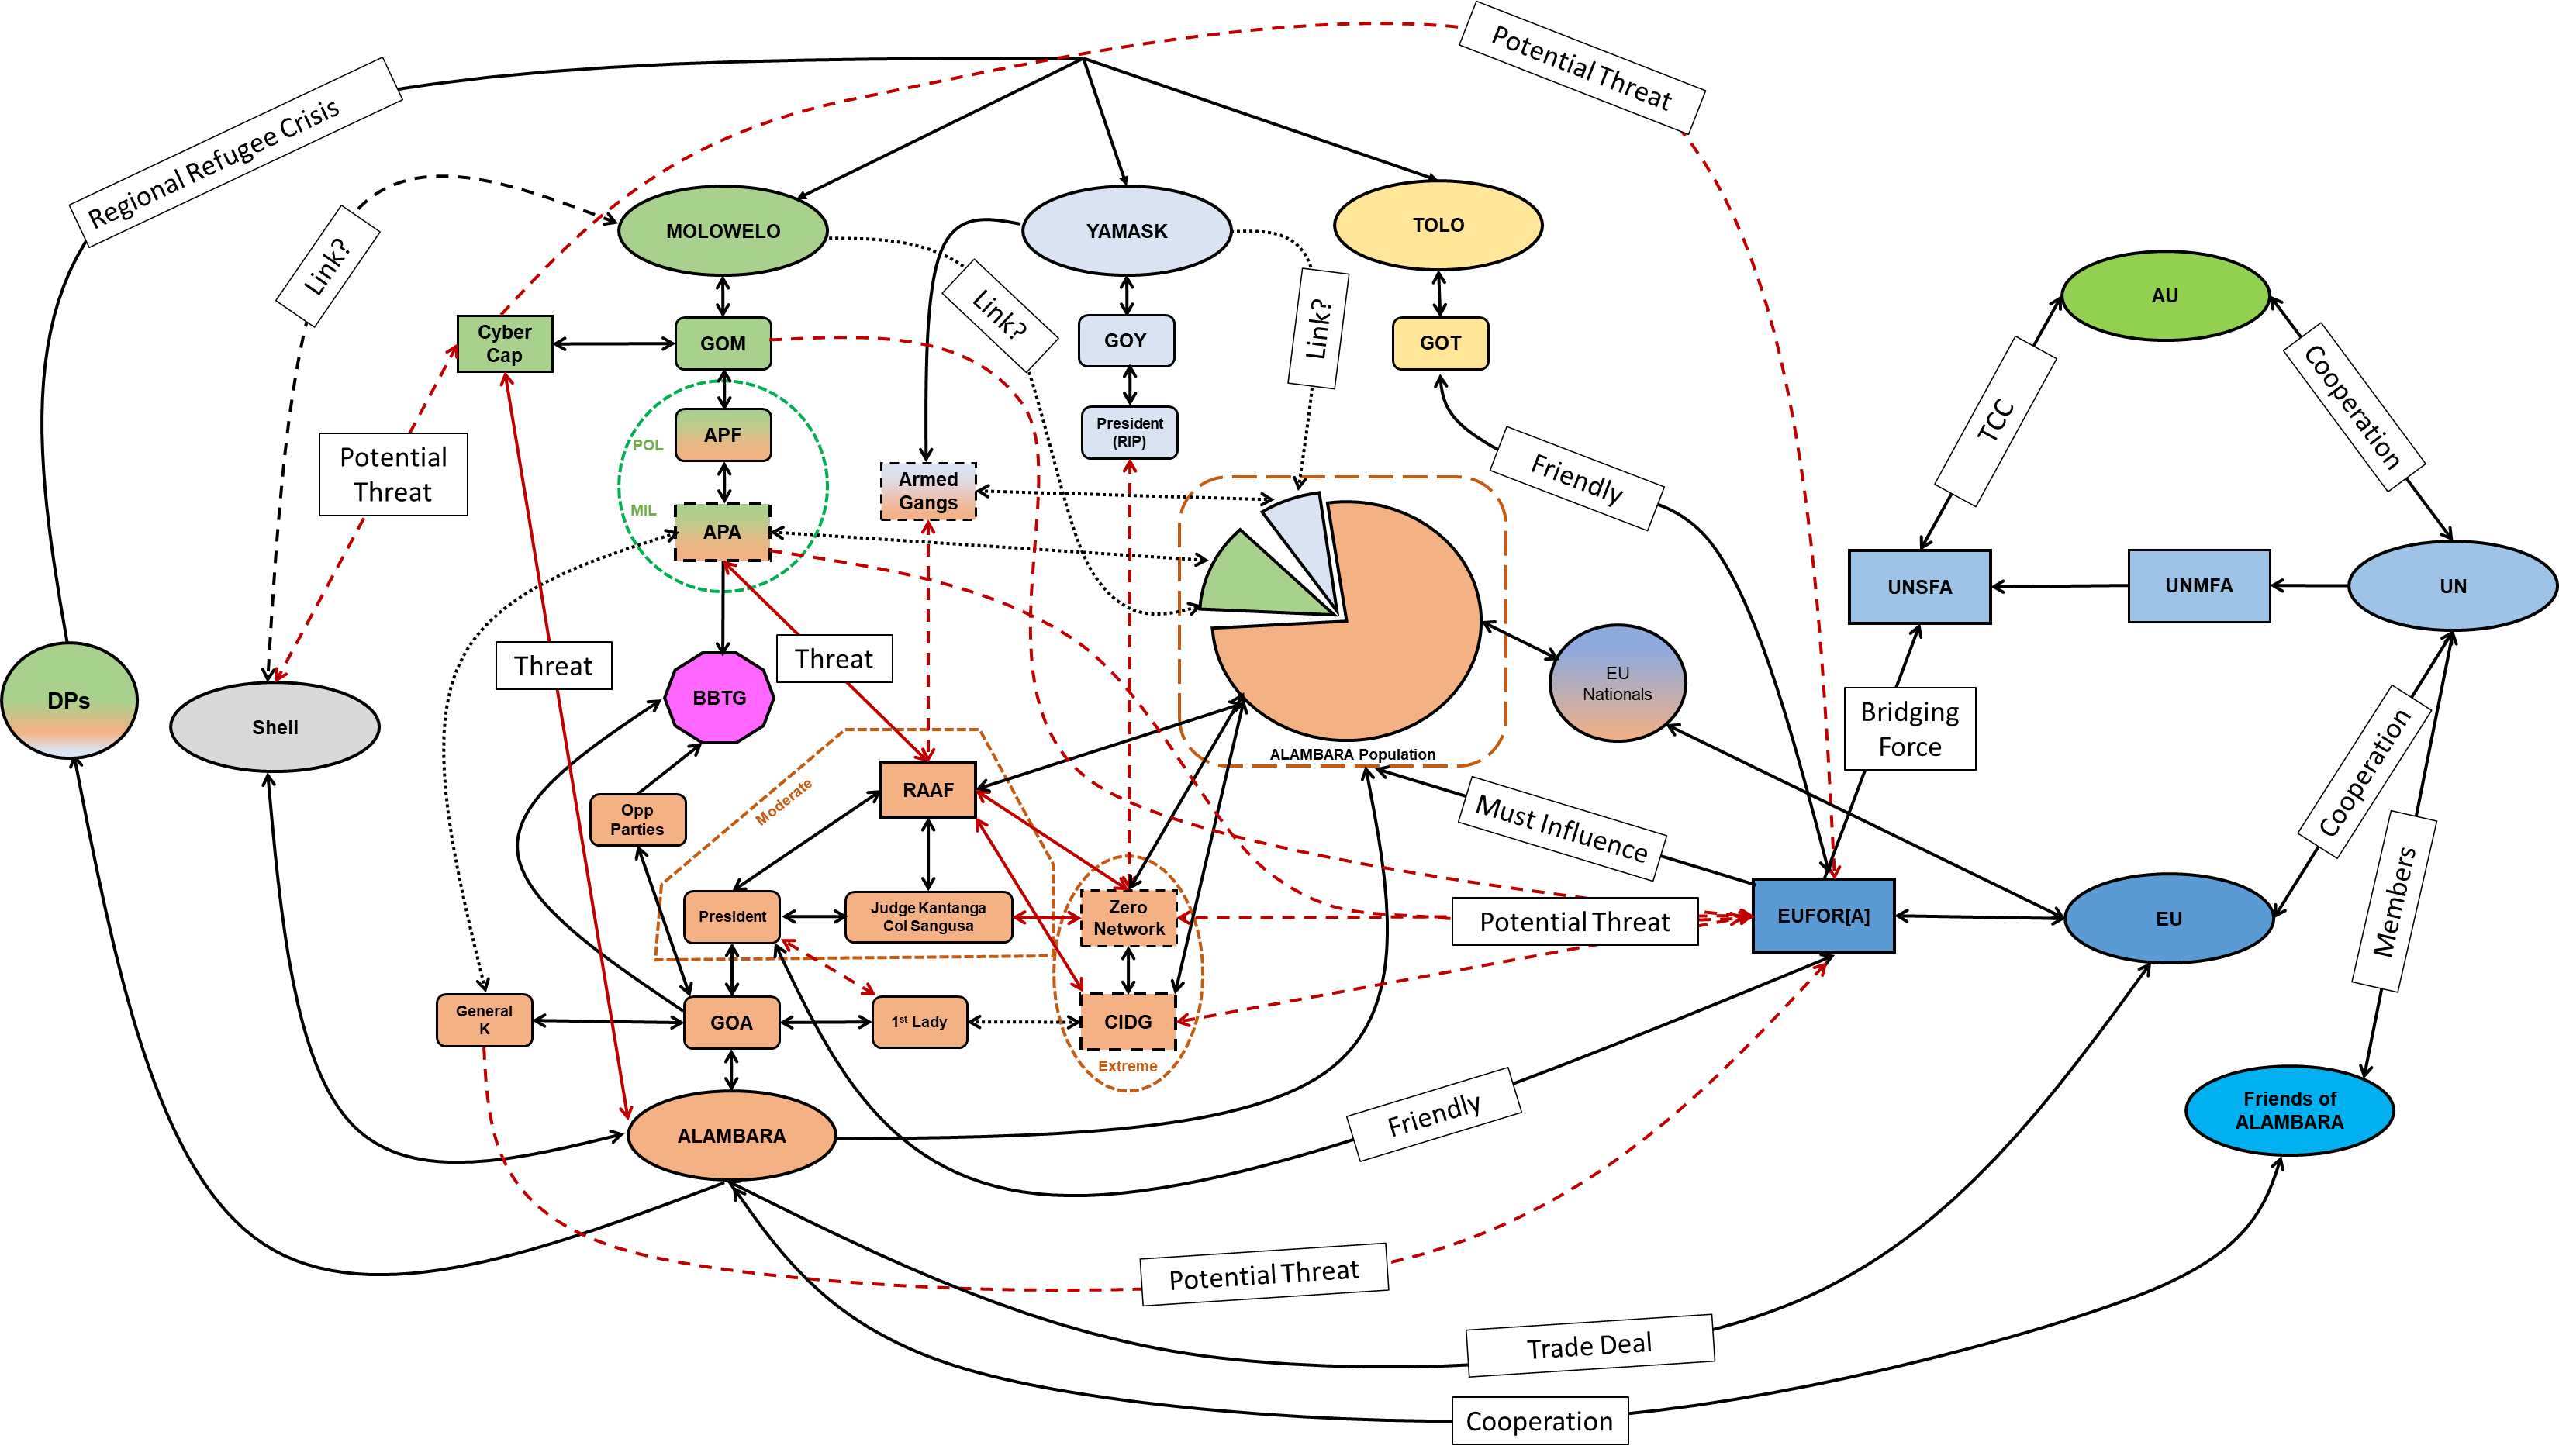 Potential Threat
Regional Refugee Crisis
MOLOWELO
YAMASK
TOLO
Link?
Link?
Link?
AU
Cyber
Cap
GOM
GOY
GOT
TCC
Cooperation
POL
APF
President
(RIP)
Potential
Threat
Friendly
MIL
APA
Armed
Gangs
UNSFA
UNMFA
UN
Threat
Threat
EU
Nationals
DPs
Shell
BBTG
ALAMBARA Population
Bridging
Force
Cooperation
Moderate
RAAF
Opp
Parties
Must Influence
President
Judge Kantanga
Col Sangusa
Zero
Network
Potential Threat
EUFOR[A]
EU
Members
General
K
GOA
1st Lady
CIDG
Extreme
Friendly
Friends of
ALAMBARA
ALAMBARA
Potential Threat
Trade Deal
Cooperation